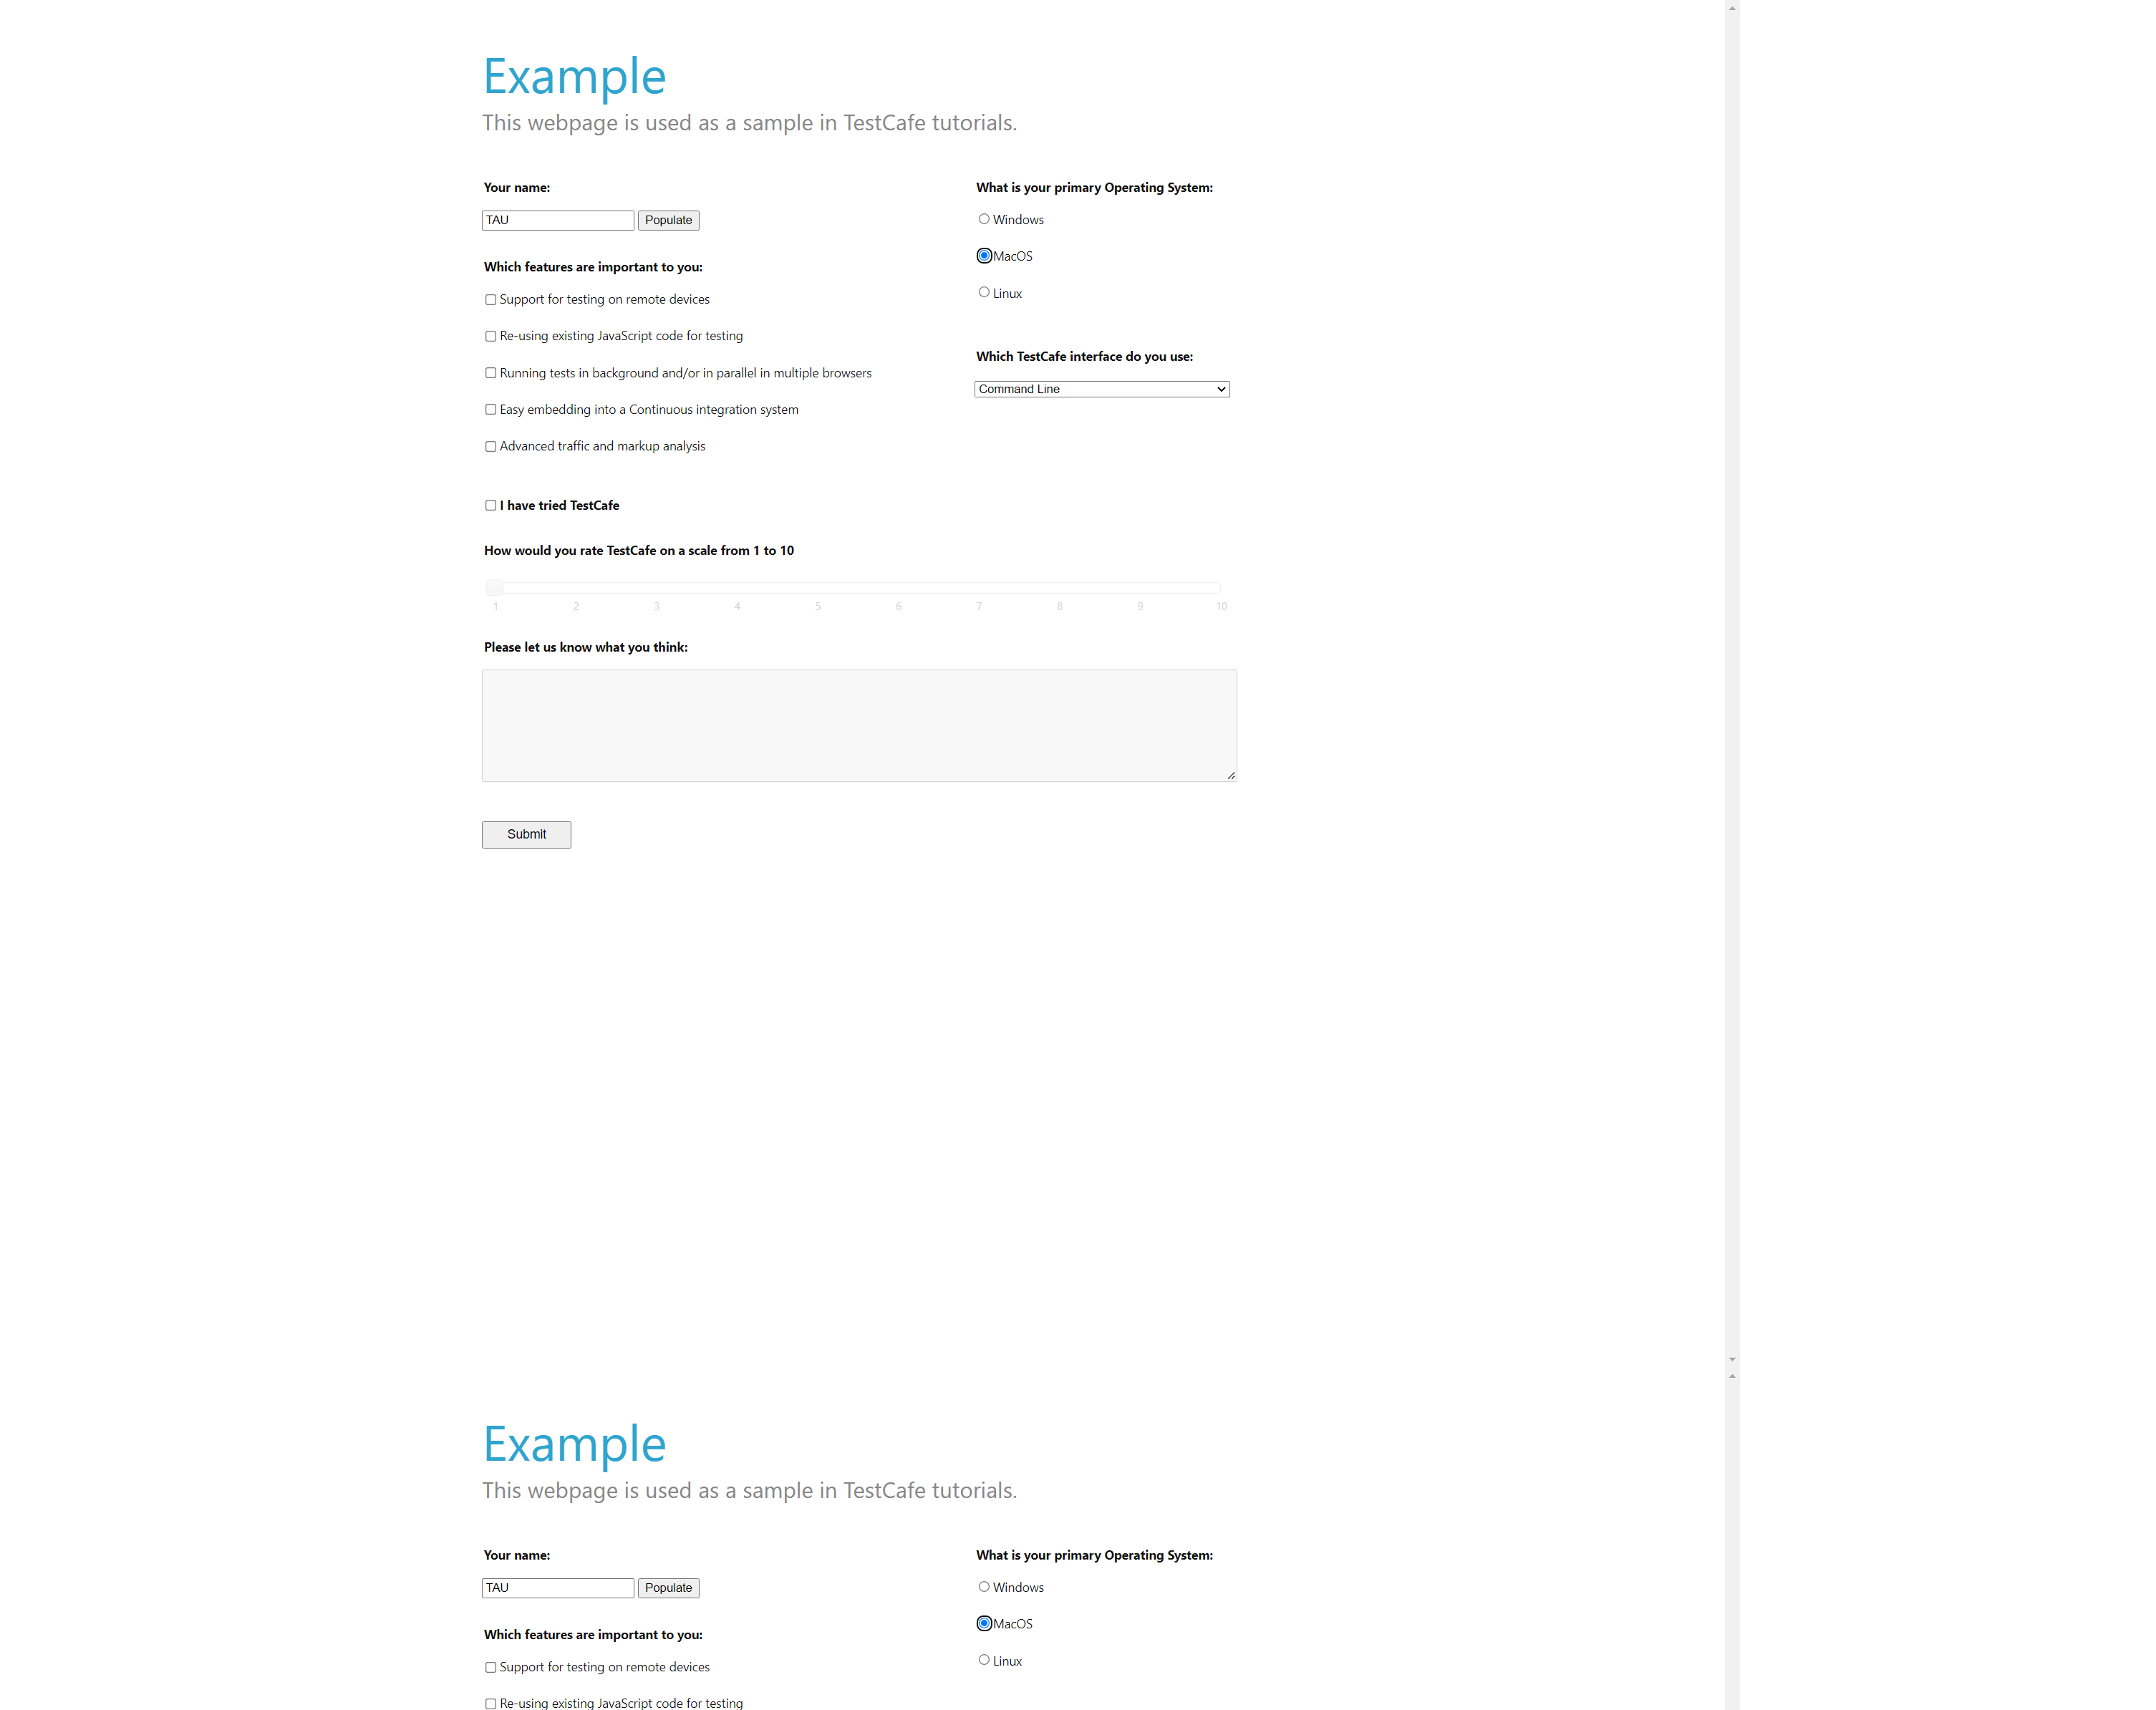 Example
This webpage is used as a sample in TestCafe tutorials.
Your name:
TAU Populate
Which features are important to you:
Support for testing on remote devices
Re-using existing JavaScript code for testing
Running tests in background and/or in parallel in multiple browsers
Easy embedding into a Continuous integration system
Advanced traffic and markup analysis
What is your primary Operating System:
Windows
MacOS
Linux
Which TestCafe interface do you use:
Command Line
I have tried TestCafe
How would you rate TestCafe on a scale from 1 to 10
1 2 3 4 5 6 7 8 9 10
Please let us know what you think:
Submit
Example
This webpage is used as a sample in TestCafe tutorials.
Your name:
TAU Populate
Which features are important to you:
Support for testing on remote devices
Re-using existing JavaScript code for testing
What is your primary Operating System:
Windows
MacOS
Linux